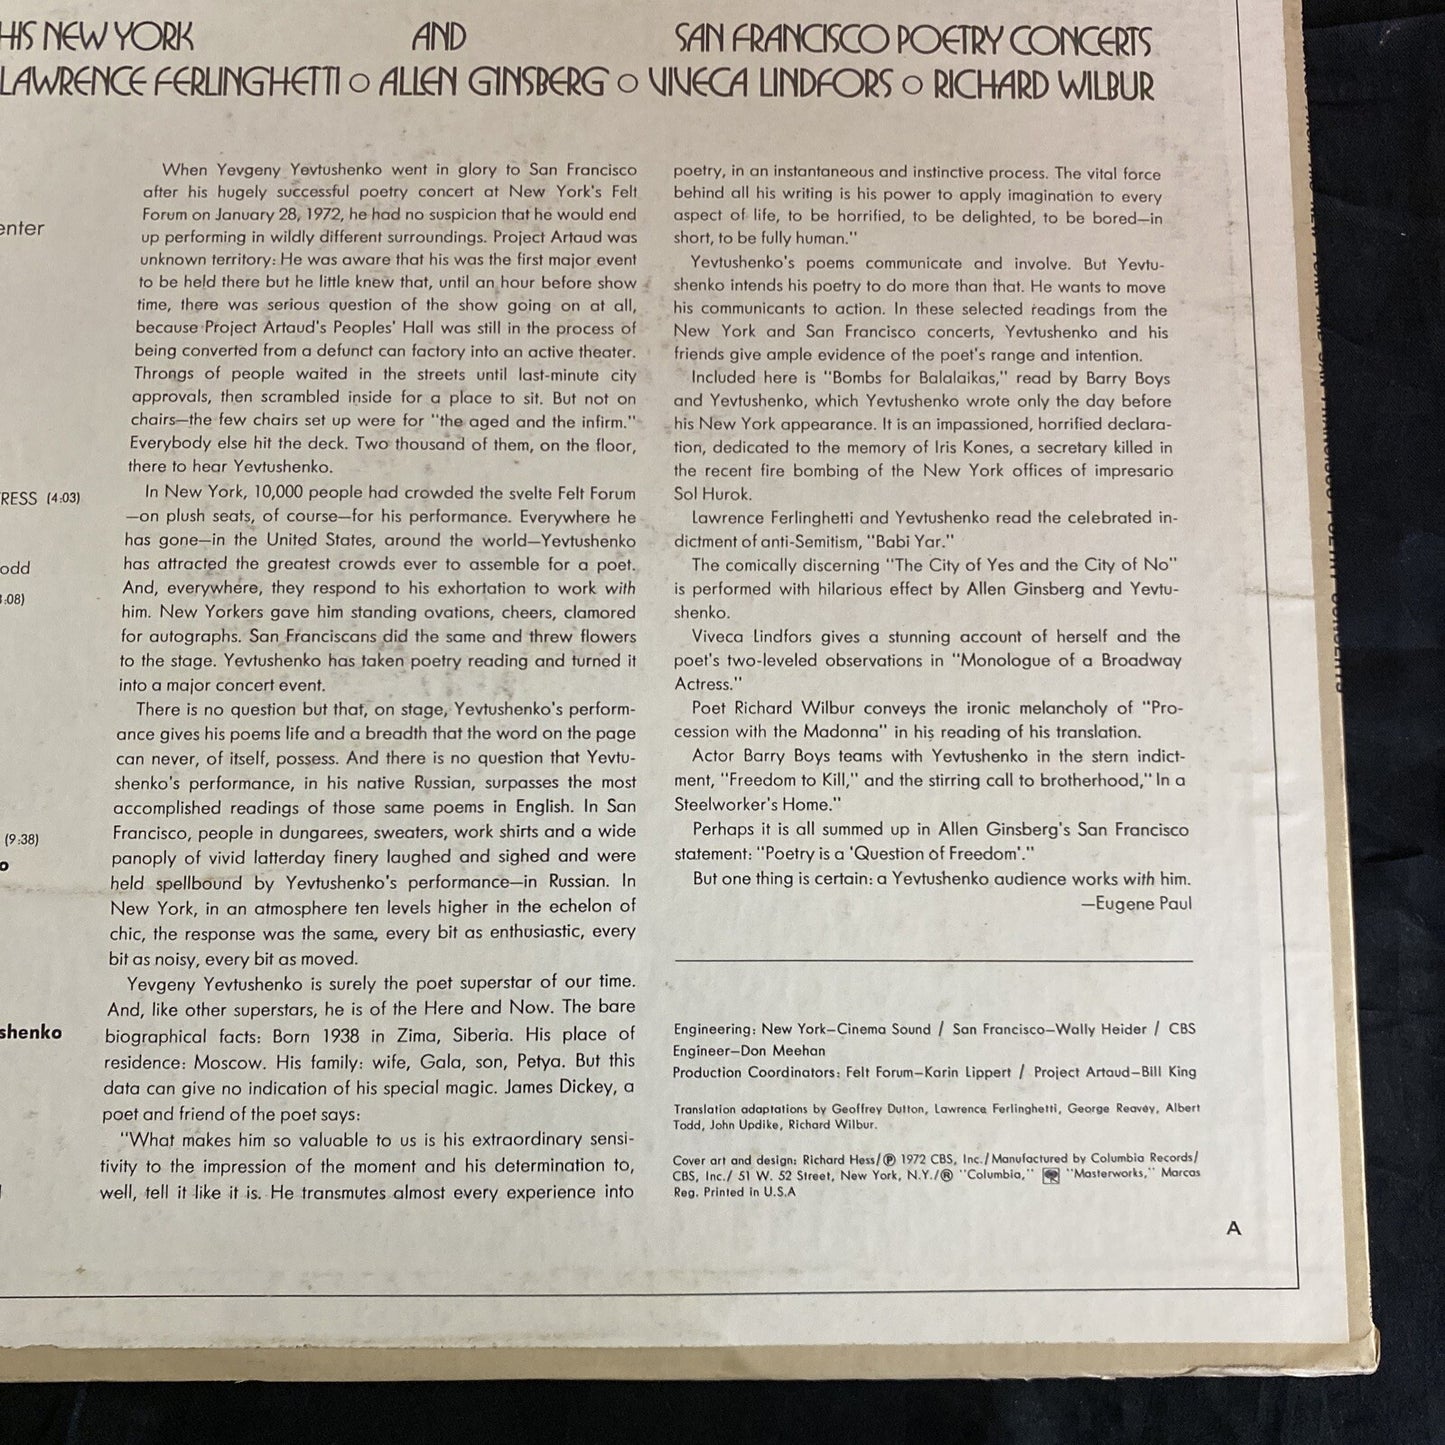 HIS NEW YORK AND SAN FRANCISCO POETRY CONCERTS
LAWRENCE FERLINGHETTI o ALLEN GINSBERG o VIVECA LINDFORS o RICHARD WILBUR
enter
RESS (4:03)
odd
3:08)
(9:38)
o
shenko
When Yevgeny Yevtushenko went in glory to San Francisco
after his hugely successful poetry concert at New York's Felt
Forum on January 28, 1972, he had no suspicion that he would end
up performing in wildly different surroundings. Project Artaud was
unknown territory: He was aware that his was the first major event
to be held there but he little knew that, until an hour before show
time, there was serious question of the show going on at all,
because Project Artaud's Peoples' Hall was still in the process of
being converted from a defunct can factory into an active theater.
Throngs of people waited in the streets until last-minute city
approvals, then scrambled inside for a place to sit. But not on
chairs—the few chairs set up were for "the aged and the infirm."
Everybody else hit the deck. Two thousand of them, on the floor,
there to hear Yevtushenko.
In New York, 10,000 people had crowded the svelte Felt Forum
—on plush seats, of course—for his performance. Everywhere he
has gone—in the United States, around the world—Yevtushenko
has attracted the greatest crowds ever to assemble for a poet.
And, everywhere, they respond to his exhortation to work with
him. New Yorkers gave him standing ovations, cheers, clamored
for autographs. San Franciscans did the same and threw flowers
to the stage. Yevtushenko has taken poetry reading and turned it
into a major concert event.
There is no question but that, on stage, Yevtushenko's perform-
ance gives his poems life and a breadth that the word on the page
can never, of itself, possess. And there is no question that Yevtu-
shenko's performance, in his native Russian, surpasses the most
accomplished readings of those same poems in English. In San
Francisco, people in dungarees, sweaters, work shirts and a wide
panoply of vivid latterday finery laughed and sighed and were
held spellbound by Yevtushenko's performance—in Russian. In
New York, in an atmosphere ten levels higher in the echelon of
chic, the response was the same, every bit as enthusiastic, every
bit as noisy, every bit as moved.
Yevgeny Yevtushenko is surely the poet superstar of our time.
And, like other superstars, he is of the Here and Now. The bare
biographical facts: Born 1938 in Zima, Siberia. His place of
residence: Moscow. His family: wife, Gala, son, Petya. But this
data can give no indication of his special magic. James Dickey, a
poet and friend of the poet says:
"What makes him so valuable to us is his extraordinary sensi-
tivity to the impression of the moment and his determination to,
well, tell it like it is. He transmutes almost every experience into
poetry, in an instantaneous and instinctive process. The vital force
behind all his writing is his power to apply imagination to every
aspect of life, to be horrified, to be delighted, to be bored—in
short, to be fully human."
Yevtushenko's poems communicate and involve. But Yevtu-
shenko intends his poetry to do more than that. He wants to move
his communicants to action. In these selected readings from the
New York and San Francisco concerts, Yevtushenko and his
friends give ample evidence of the poet's range and intention.
Included here is "Bombs for Balalaikas," read by Barry Boys
and Yevtushenko, which Yevtushenko wrote only the day before
his New York appearance. It is an impassioned, horrified declara-
tion, dedicated to the memory of Iris Kones, a secretary killed in
the recent fire bombing of the New York offices of impresario
Sol Hurok.
Lawrence Ferlinghetti and Yevtushenko read the celebrated in-
dictment of anti-Semitism, "Babi Yar."
The comically discerning "The City of Yes and the City of No"
is performed with hilarious effect by Allen Ginsberg and Yevtu-
shenko.
Viveca Lindfors gives a stunning account of herself and the
poet's two-leveled observations in "Monologue of a Broadway
Actress."
Poet Richard Wilbur conveys the ironic melancholy of "Pro-
cession with the Madonna" in his reading of his translation.
Actor Barry Boys teams with Yevtushenko in the stern indict-
ment, "Freedom to Kill," and the stirring call to brotherhood," In a
Steelworker's Home."
Perhaps it is all summed up in Allen Ginsberg's San Francisco
statement: "Poetry is a 'Question of Freedom'."
But one thing is certain: a Yevtushenko audience works with him.
—Eugene Paul
Engineering: New York—Cinema Sound / San Francisco—Wally Heider / CBS
Engineer—Don Meehan
Production Coordinators: Felt Forum—Karin Lippert / Project Artaud—Bill King
Translation adaptations by Geoffrey Dutton, Lawrence Ferlinghetti, George Reavey, Albert
Todd, John Updike, Richard Wilbur.
Cover art and design: Richard Hess/℗ 1972 CBS, Inc./Manufactured by Columbia Records/
CBS, Inc./ 51 W. 52 Street, New York, N.Y./® "Columbia," "Masterworks," Marcas
Reg. Printed in U.S.A
A